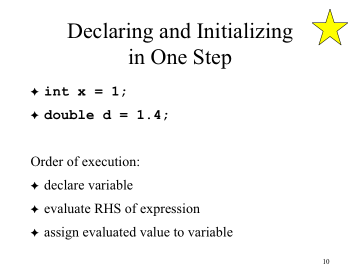 Declaring and Initializing
in One Step
✦ int x = 1;
✦ double d = 1.4;
Order of execution:
✦ declare variable
✦ evaluate RHS of expression
✦ assign evaluated value to variable
10